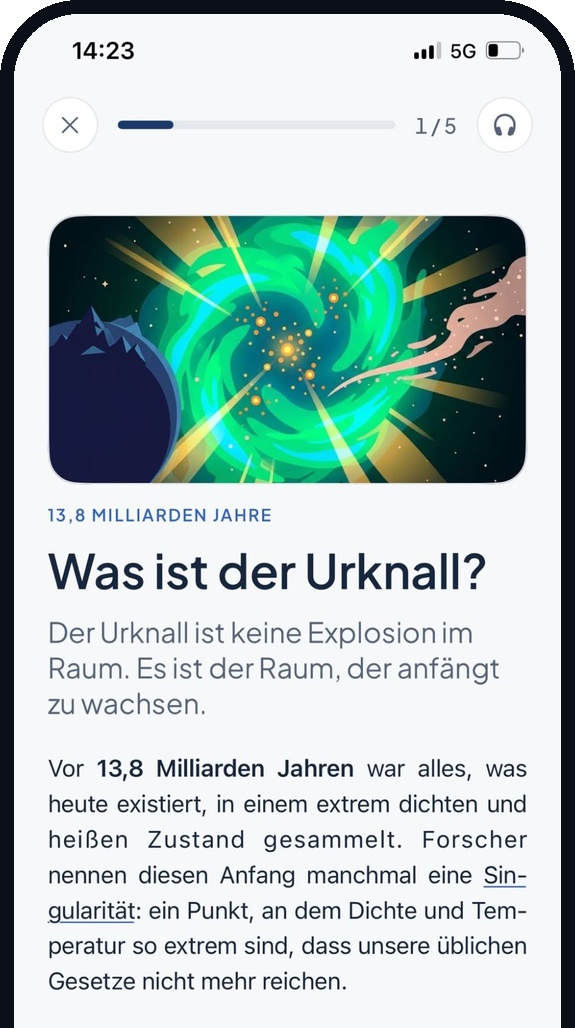 14:23
5G
1/5
13,8 MILLIARDEN JAHRE
Was ist der Urknall?
Der Urknall ist keine Explosion im
Raum. Es ist der Raum, der anfängt
zu wachsen.
Vor 13,8 Milliarden Jahren war alles, was
heute existiert, in einem extrem dichten und
heißen Zustand gesammelt. Forscher
nennen diesen Anfang manchmal eine Sin-
gularität: ein Punkt, an dem Dichte und Tem-
peratur so extrem sind, dass unsere üblichen
Gesetze nicht mehr reichen.